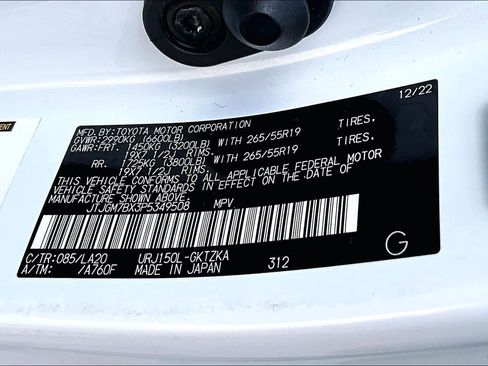 12/22
MFD. BY: TOYOTA MOTOR CORPORATION
GVWR: 2990KG (6600LB)
GAWR: FRT. 1450KG (3200LB) WITH 265/55R19 TIRES.
19X7 1/2J RIMS.
RR. 1725KG (3800LB) WITH 265/55R19 TIRES.
19X7 1/2J RIMS.
THIS VEHICLE CONFORMS TO ALL APPLICABLE FEDERAL MOTOR
VEHICLE SAFETY STANDARDS IN EFFECT ON THE DATE OF
MANUFACTURE SHOWN ABOVE.
JTJGM7BX3P5349508 MPV
C/TR: 085/LA20 URJ150L-GKTZKA 312
A/TM: /A760F MADE IN JAPAN
G